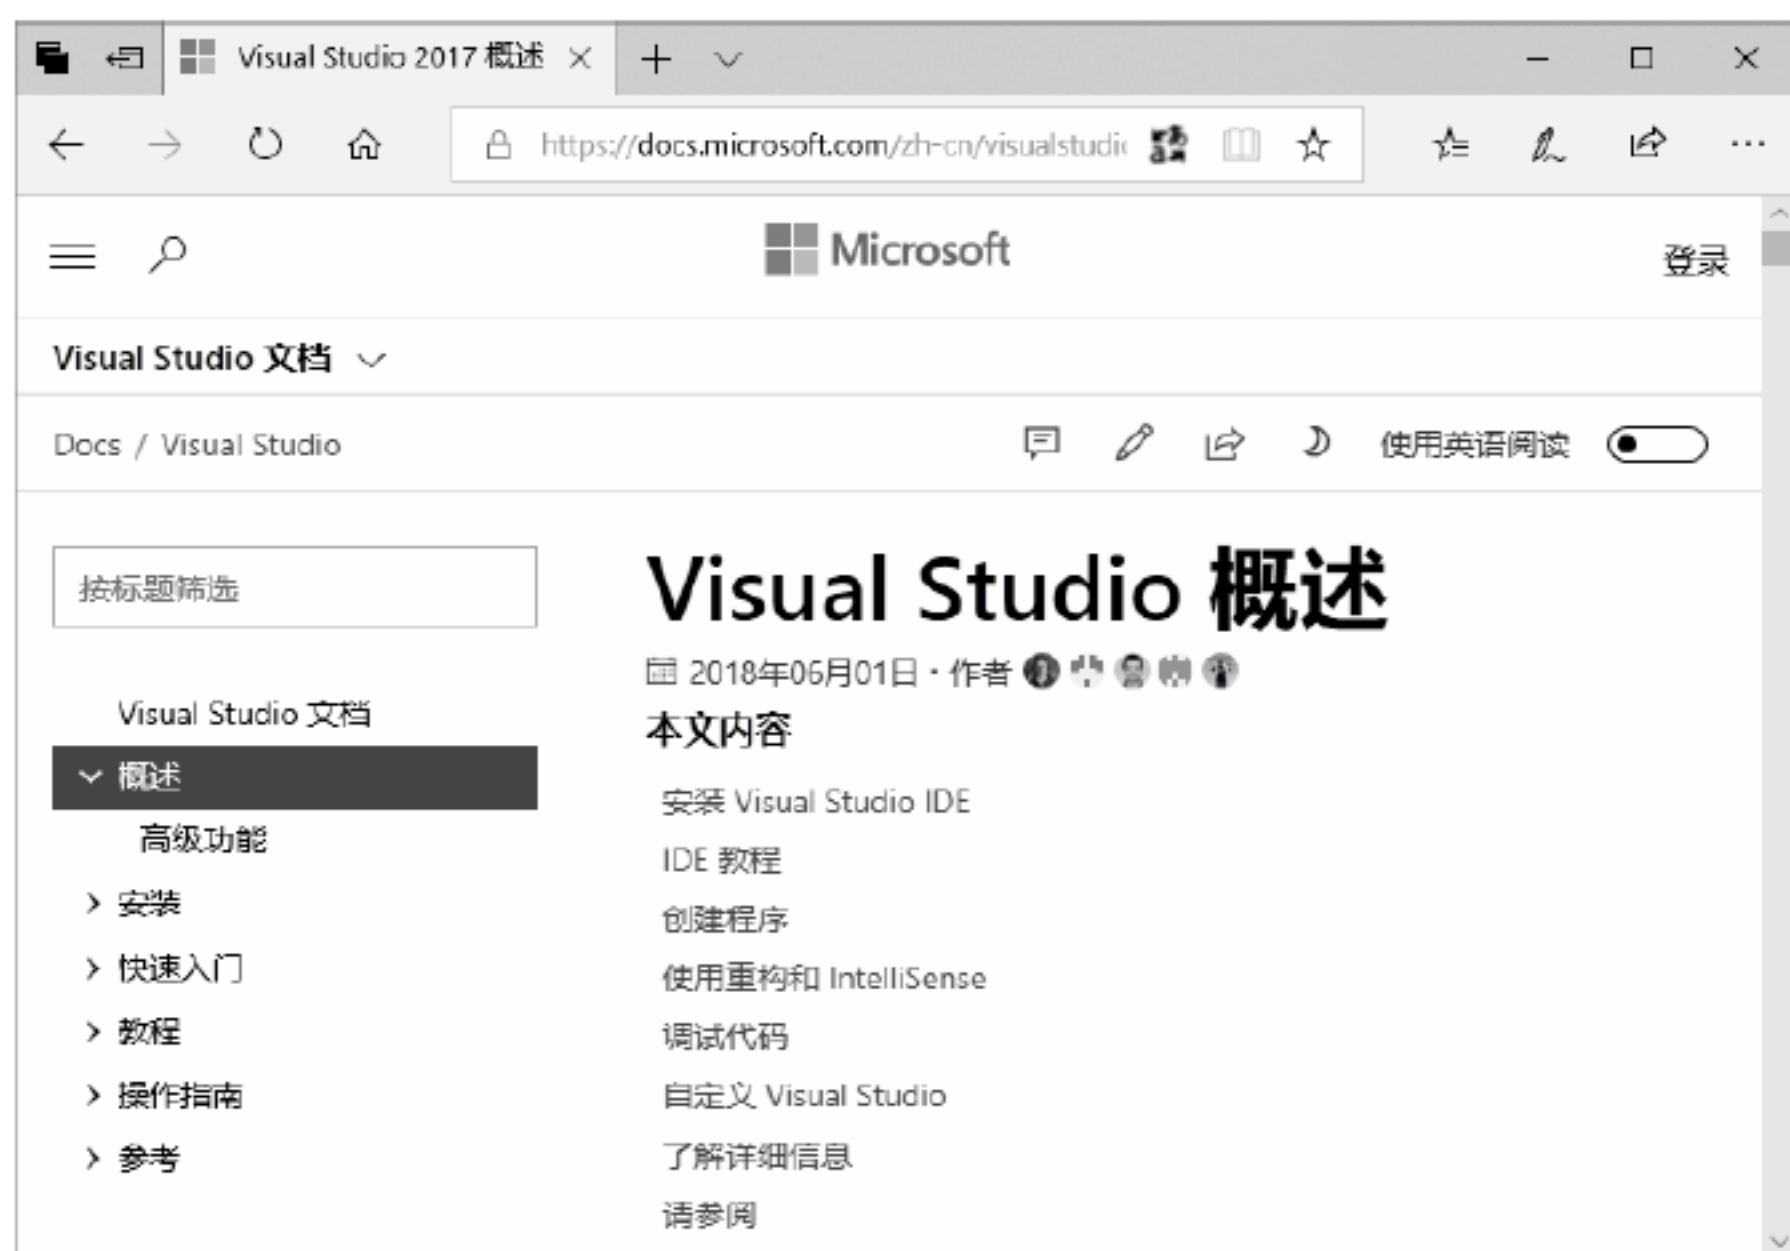 Visual Studio 2017 概述
https://docs.microsoft.com/zh-cn/visualstudi
Microsoft
登录
Visual Studio 文档
Docs / Visual Studio
使用英语阅读
按标题筛选
Visual Studio 文档
概述
高级功能
安装
快速入门
教程
操作指南
参考
Visual Studio 概述
2018年06月01日 · 作者
本文内容
安装 Visual Studio IDE
IDE 教程
创建程序
使用重构和 IntelliSense
调试代码
自定义 Visual Studio
了解详细信息
请参阅